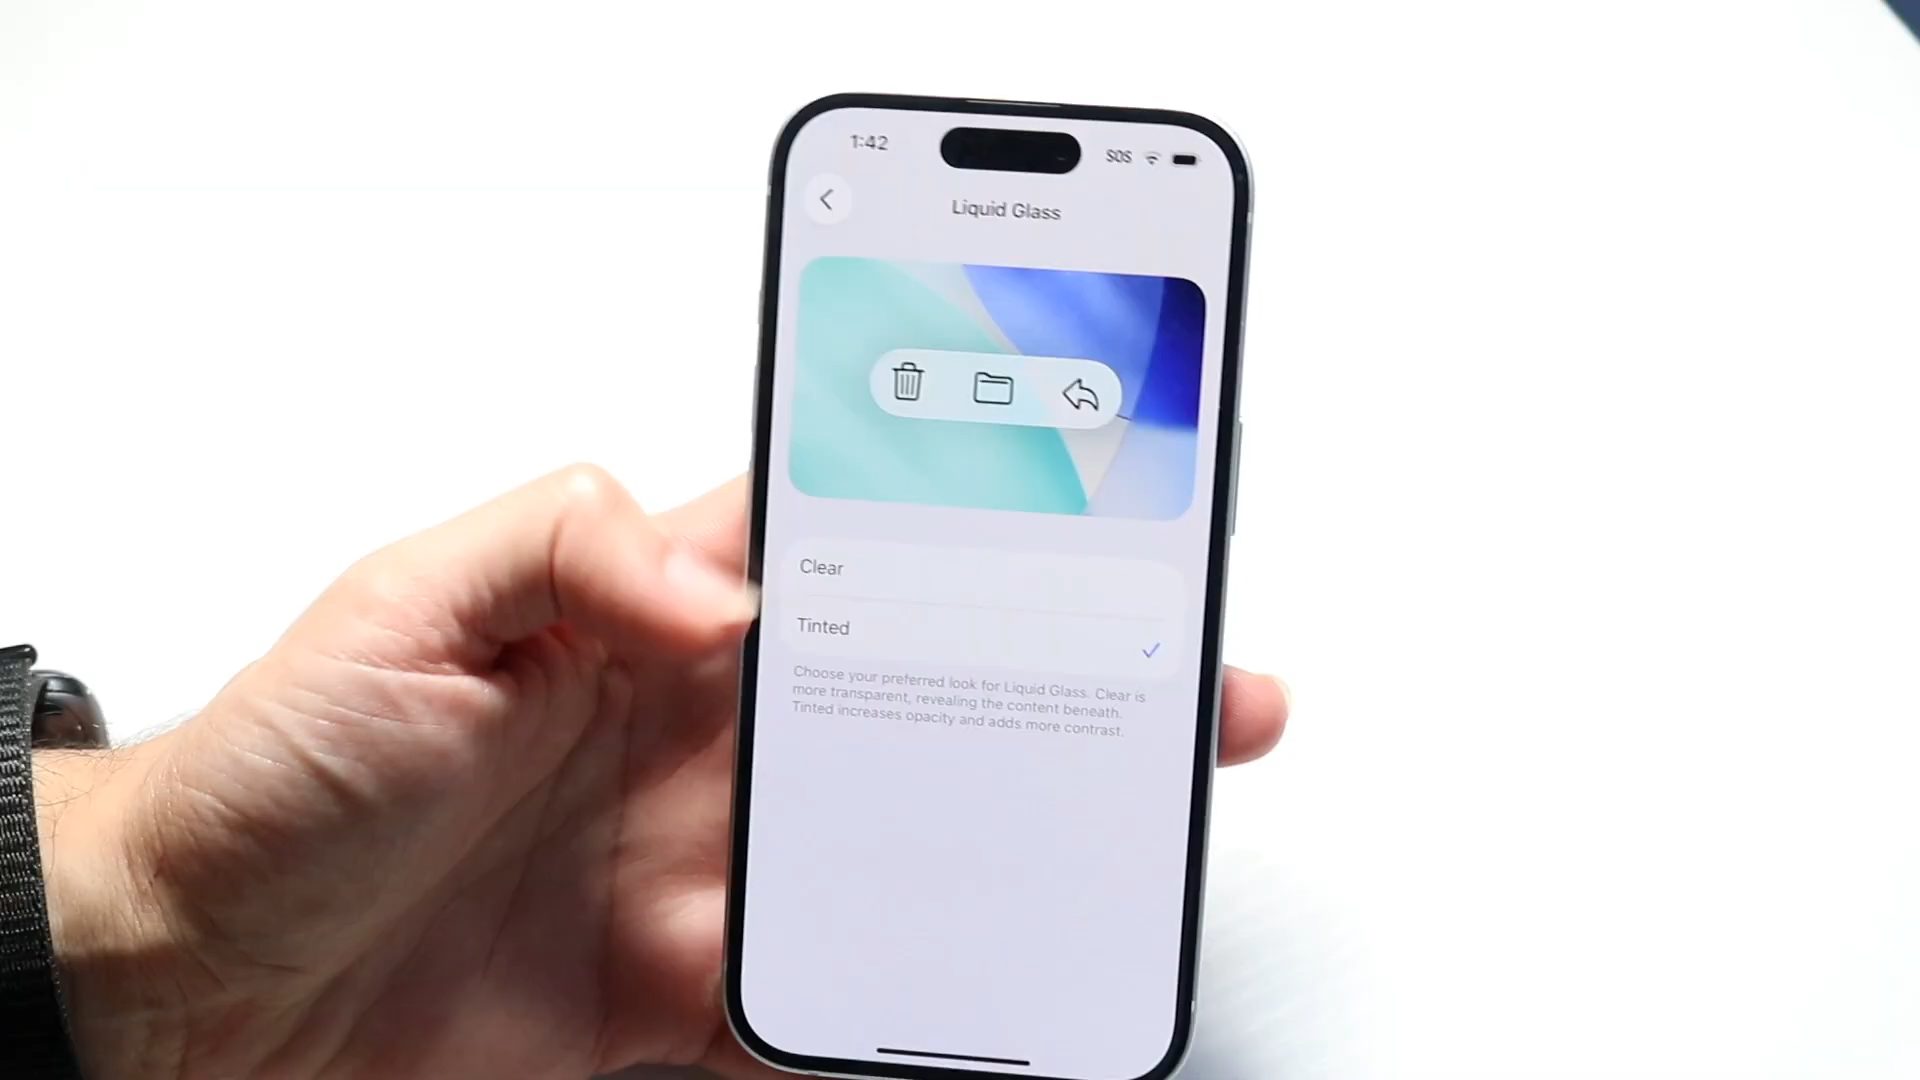 1:42
SOS
Liquid Glass
Clear
Tinted
Choose your preferred look for Liquid Glass. Clear is
more transparent, revealing the content beneath.
Tinted increases opacity and adds more contrast.